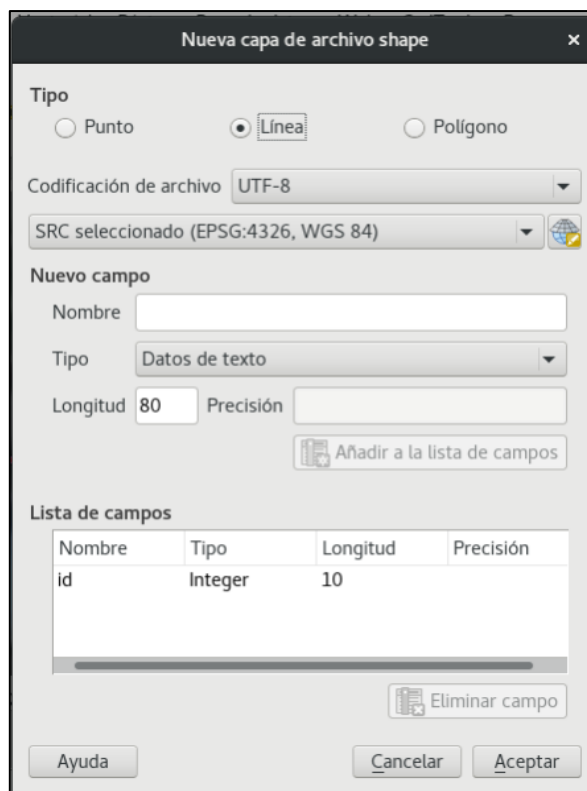 Nueva capa de archivo shape ×
Tipo
Punto Línea Polígono
Codificación de archivo UTF-8
SRC seleccionado (EPSG:4326, WGS 84)
Nuevo campo
Nombre
Tipo Datos de texto
Longitud 80 Precisión
Añadir a la lista de campos
Lista de campos
Nombre Tipo Longitud Precisión
id Integer 10
Eliminar campo
Ayuda Cancelar Aceptar